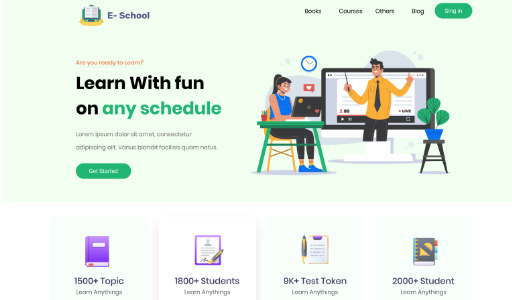 E- School
Books Courses Others Blog Sing in
Are you ready to Learn?
Learn With fun
on any schedule
Lorem ipsum dolor sit amet, consectetur
adipiscing elit. Varius blandit facilisis quam netus.
Get Started
LIVE
1500+ Topic
Learn Anythings
1800+ Students
Learn Anythings
9K+ Test Token
Learn Anythings
2000+ Student
Learn Anythings